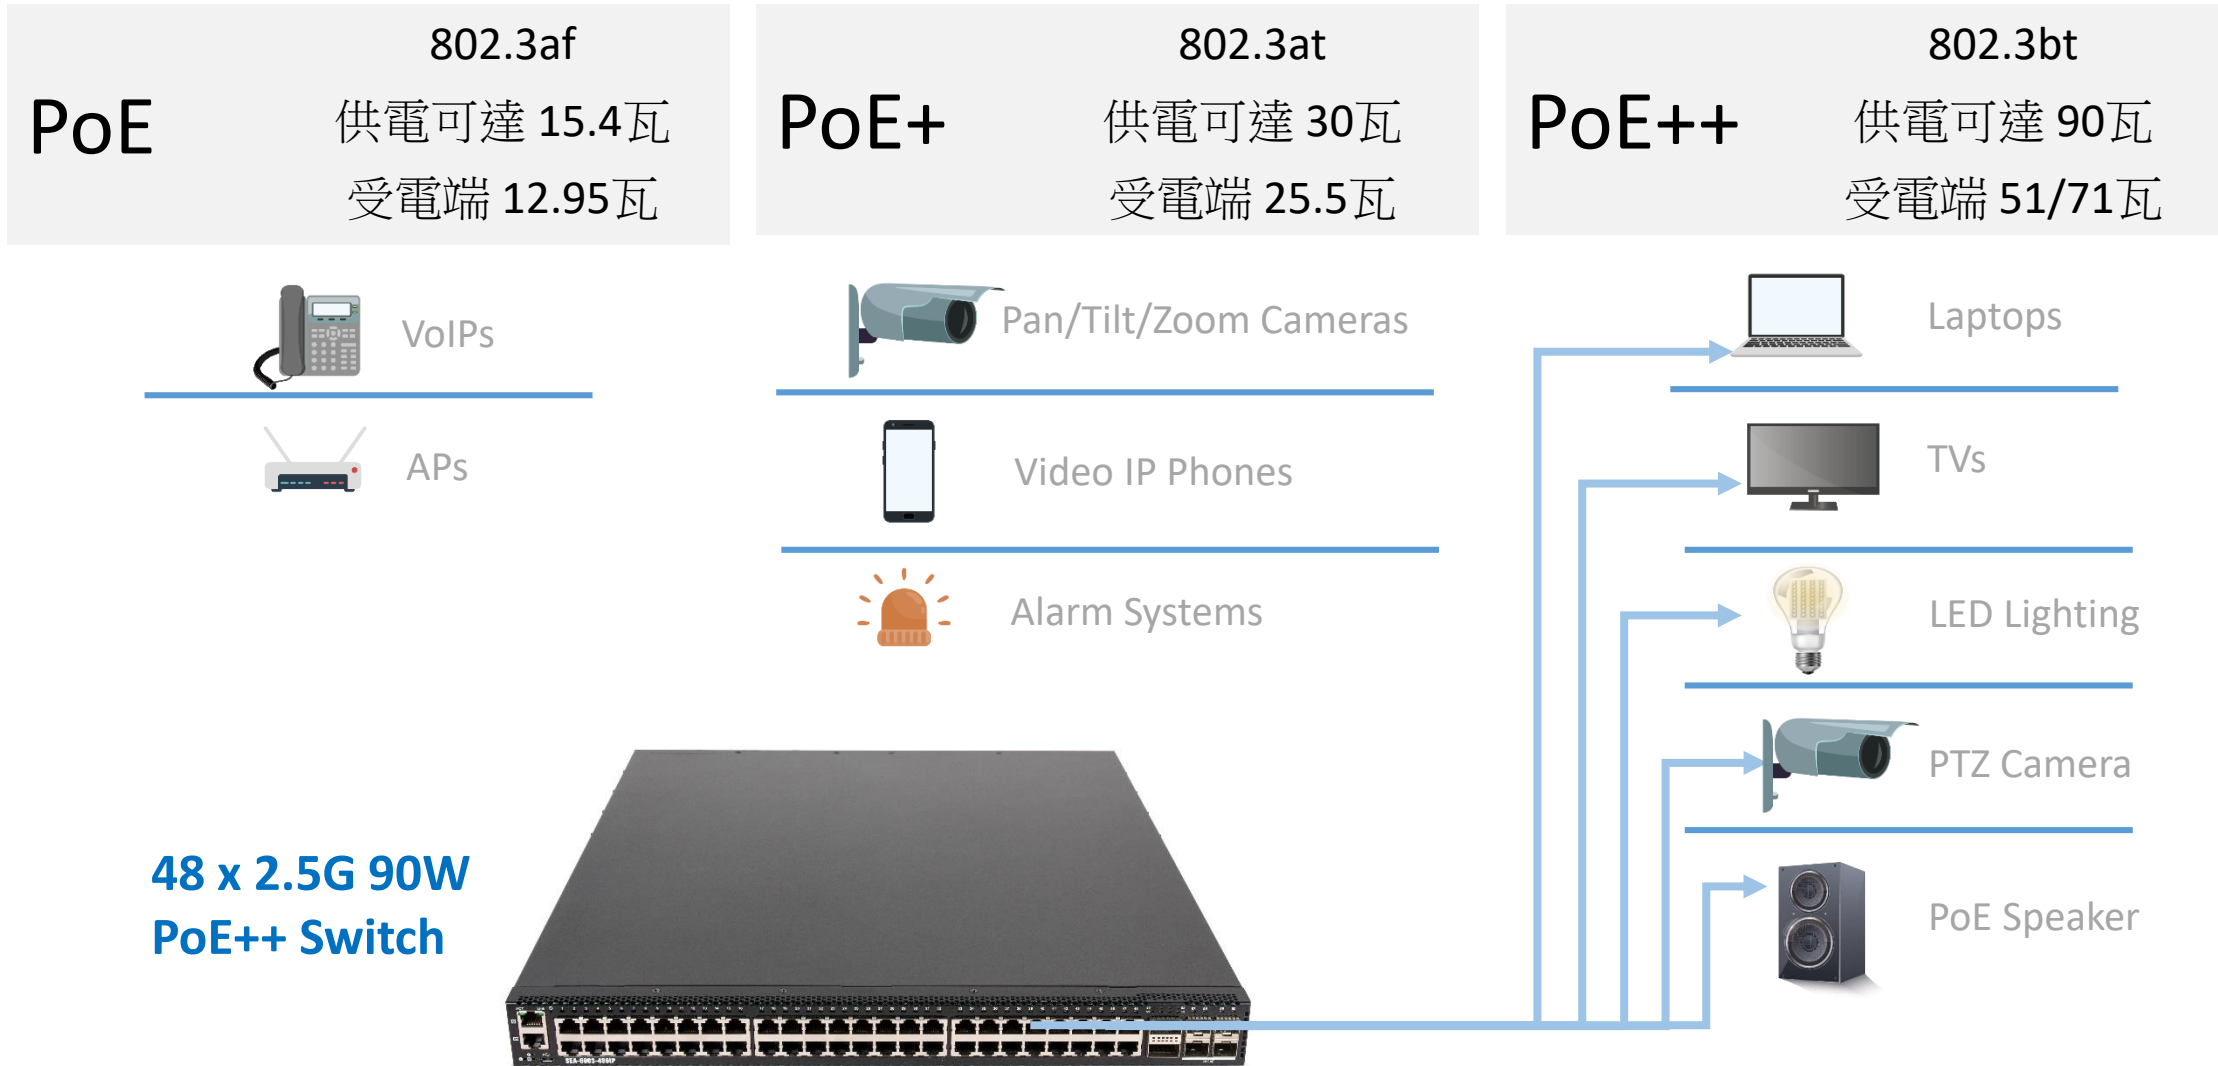 PoE
802.3af
供電可達 15.4瓦
受電端 12.95瓦
PoE+
802.3at
供電可達 30瓦
受電端 25.5瓦
PoE++
802.3bt
供電可達 90瓦
受電端 51/71瓦
VoIPs
APs
Pan/Tilt/Zoom Cameras
Video IP Phones
Alarm Systems
Laptops
TVs
LED Lighting
PTZ Camera
PoE Speaker
48 x 2.5G 90W
PoE++ Switch